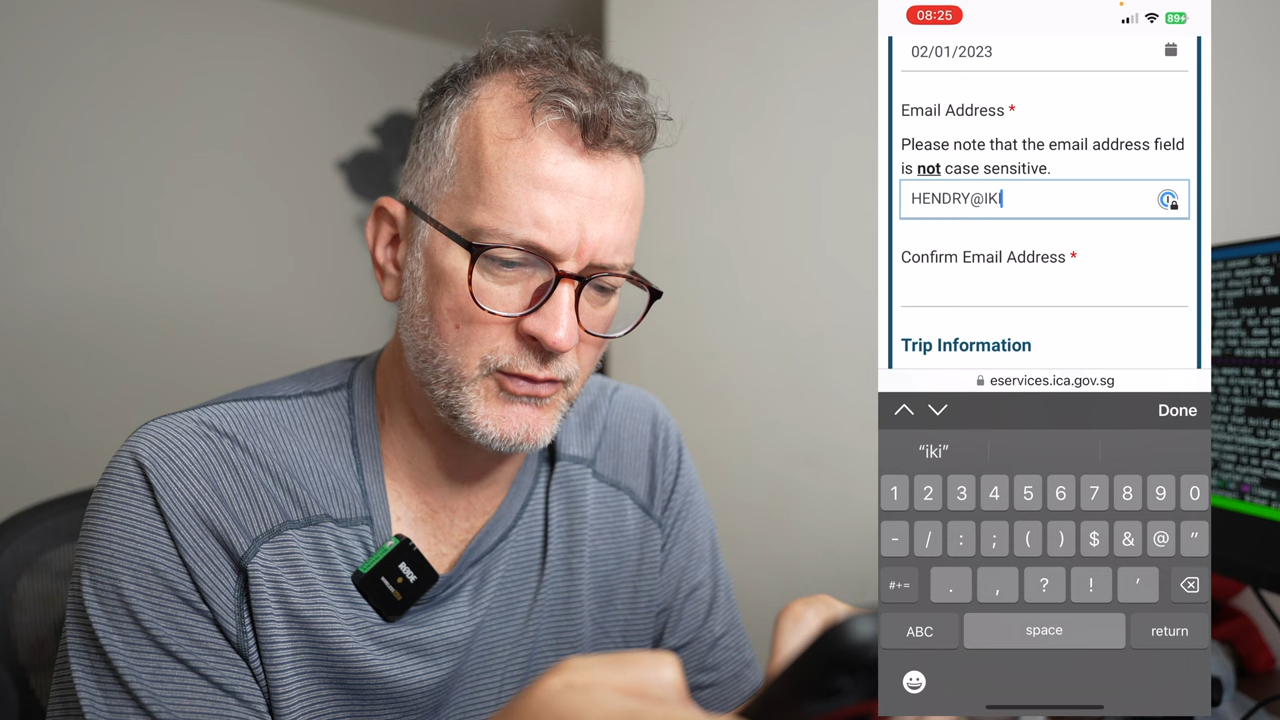 08:25
89
02/01/2023
Email Address *
Please note that the email address field
is not case sensitive.
HENDRY@IKI
Confirm Email Address *
Trip Information
eservices.ica.gov.sg
Done
“iki”
1 2 3 4 5 6 7 8 9 0
- / : ; ( ) $ & @ "
#+= . , ? ! '
ABC space return
RØDE